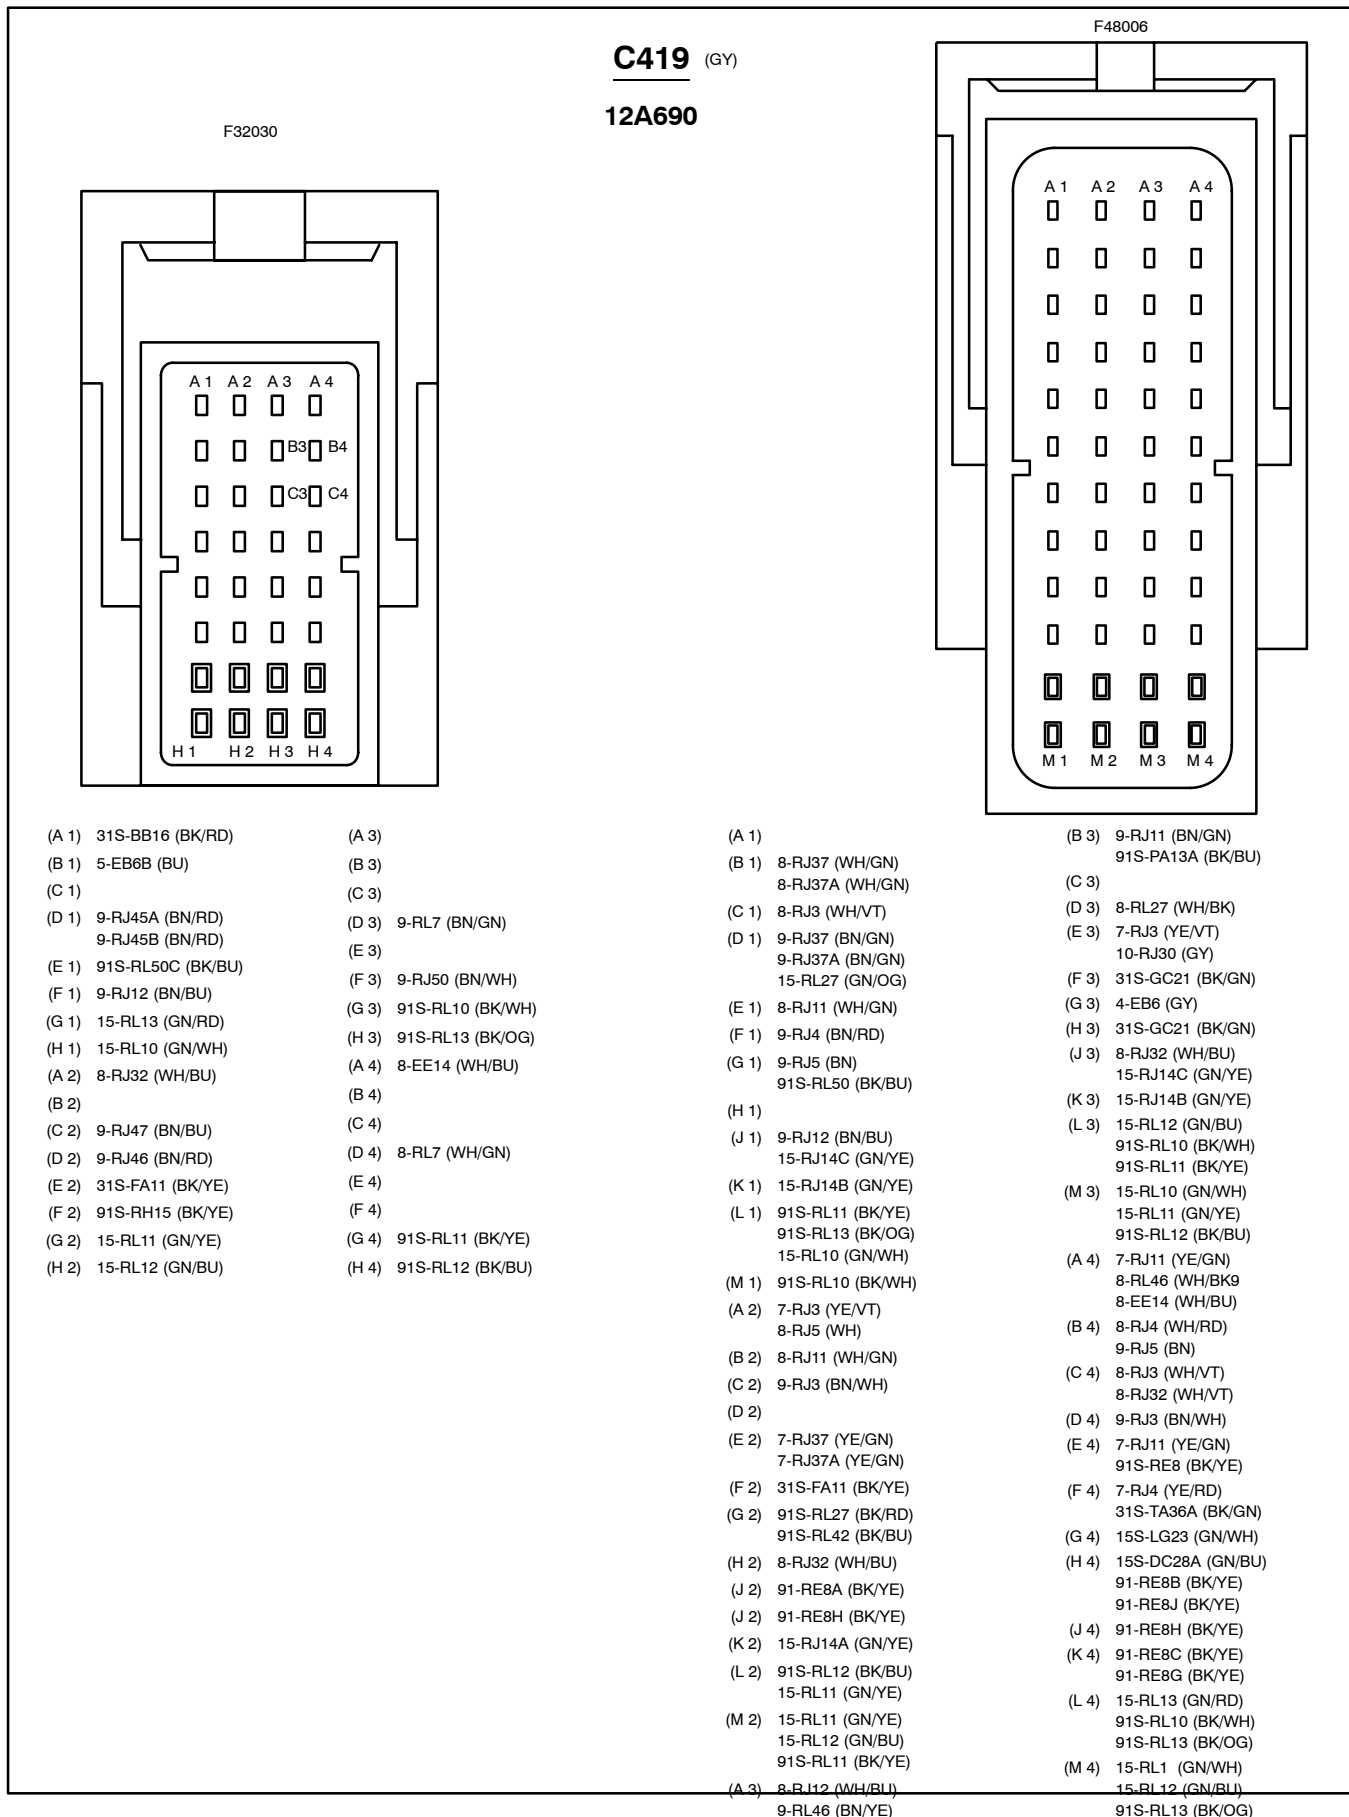 C419 (GY)
12A690
F32030
A 1 A 2 A 3 A 4
B3 B4
C3 C4
H 1 H 2 H 3 H 4
F48006
A 1 A 2 A 3 A 4
M 1 M 2 M 3 M 4
(A 1) 31S-BB16 (BK/RD)
(B 1) 5-EB6B (BU)
(C 1)
(D 1) 9-RJ45A (BN/RD)
9-RJ45B (BN/RD)
(E 1) 91S-RL50C (BK/BU)
(F 1) 9-RJ12 (BN/BU)
(G 1) 15-RL13 (GN/RD)
(H 1) 15-RL10 (GN/WH)
(A 2) 8-RJ32 (WH/BU)
(B 2)
(C 2) 9-RJ47 (BN/BU)
(D 2) 9-RJ46 (BN/RD)
(E 2) 31S-FA11 (BK/YE)
(F 2) 91S-RH15 (BK/YE)
(G 2) 15-RL11 (GN/YE)
(H 2) 15-RL12 (GN/BU)
(A 3)
(B 3)
(C 3)
(D 3) 9-RL7 (BN/GN)
(E 3)
(F 3) 9-RJ50 (BN/WH)
(G 3) 91S-RL10 (BK/WH)
(H 3) 91S-RL13 (BK/OG)
(A 4) 8-EE14 (WH/BU)
(B 4)
(C 4)
(D 4) 8-RL7 (WH/GN)
(E 4)
(F 4)
(G 4) 91S-RL11 (BK/YE)
(H 4) 91S-RL12 (BK/BU)
(A 1)
(B 1) 8-RJ37 (WH/GN)
8-RJ37A (WH/GN)
(C 1) 8-RJ3 (WH/VT)
(D 1) 9-RJ37 (BN/GN)
9-RJ37A (BN/GN)
15-RL27 (GN/OG)
(E 1) 8-RJ11 (WH/GN)
(F 1) 9-RJ4 (BN/RD)
(G 1) 9-RJ5 (BN)
91S-RL50 (BK/BU)
(H 1)
(J 1) 9-RJ12 (BN/BU)
15-RJ14C (GN/YE)
(K 1) 15-RJ14B (GN/YE)
(L 1) 91S-RL11 (BK/YE)
91S-RL13 (BK/OG)
15-RL10 (GN/WH)
(M 1) 91S-RL10 (BK/WH)
(A 2) 7-RJ3 (YE/VT)
8-RJ5 (WH)
(B 2) 8-RJ11 (WH/GN)
(C 2) 9-RJ3 (BN/WH)
(D 2)
(E 2) 7-RJ37 (YE/GN)
7-RJ37A (YE/GN)
(F 2) 31S-FA11 (BK/YE)
(G 2) 91S-RL27 (BK/RD)
91S-RL42 (BK/BU)
(H 2) 8-RJ32 (WH/BU)
(J 2) 91-RE8A (BK/YE)
(J 2) 91-RE8H (BK/YE)
(K 2) 15-RJ14A (GN/YE)
(L 2) 91S-RL12 (BK/BU)
15-RL11 (GN/YE)
(M 2) 15-RL11 (GN/YE)
15-RL12 (GN/BU)
91S-RL11 (BK/YE)
(A 3) 8-RJ12 (WH/BU)
9-RL46 (BN/YE)
(B 3) 9-RJ11 (BN/GN)
91S-PA13A (BK/BU)
(C 3)
(D 3) 8-RL27 (WH/BK)
(E 3) 7-RJ3 (YE/VT)
10-RJ30 (GY)
(F 3) 31S-GC21 (BK/GN)
(G 3) 4-EB6 (GY)
(H 3) 31S-GC21 (BK/GN)
(J 3) 8-RJ32 (WH/BU)
15-RJ14C (GN/YE)
(K 3) 15-RJ14B (GN/YE)
(L 3) 15-RL12 (GN/BU)
91S-RL10 (BK/WH)
91S-RL11 (BK/YE)
(M 3) 15-RL10 (GN/WH)
15-RL11 (GN/YE)
91S-RL12 (BK/BU)
(A 4) 7-RJ11 (YE/GN)
8-RL46 (WH/BK9
8-EE14 (WH/BU)
(B 4) 8-RJ4 (WH/RD)
9-RJ5 (BN)
(C 4) 8-RJ3 (WH/VT)
8-RJ32 (WH/VT)
(D 4) 9-RJ3 (BN/WH)
(E 4) 7-RJ11 (YE/GN)
91S-RE8 (BK/YE)
(F 4) 7-RJ4 (YE/RD)
31S-TA36A (BK/GN)
(G 4) 15S-LG23 (GN/WH)
(H 4) 15S-DC28A (GN/BU)
91-RE8B (BK/YE)
91-RE8J (BK/YE)
(J 4) 91-RE8H (BK/YE)
(K 4) 91-RE8C (BK/YE)
91-RE8G (BK/YE)
(L 4) 15-RL13 (GN/RD)
91S-RL10 (BK/WH)
91S-RL13 (BK/OG)
(M 4) 15-RL1 (GN/WH)
15-RL12 (GN/BU)
91S-RL13 (BK/OG)